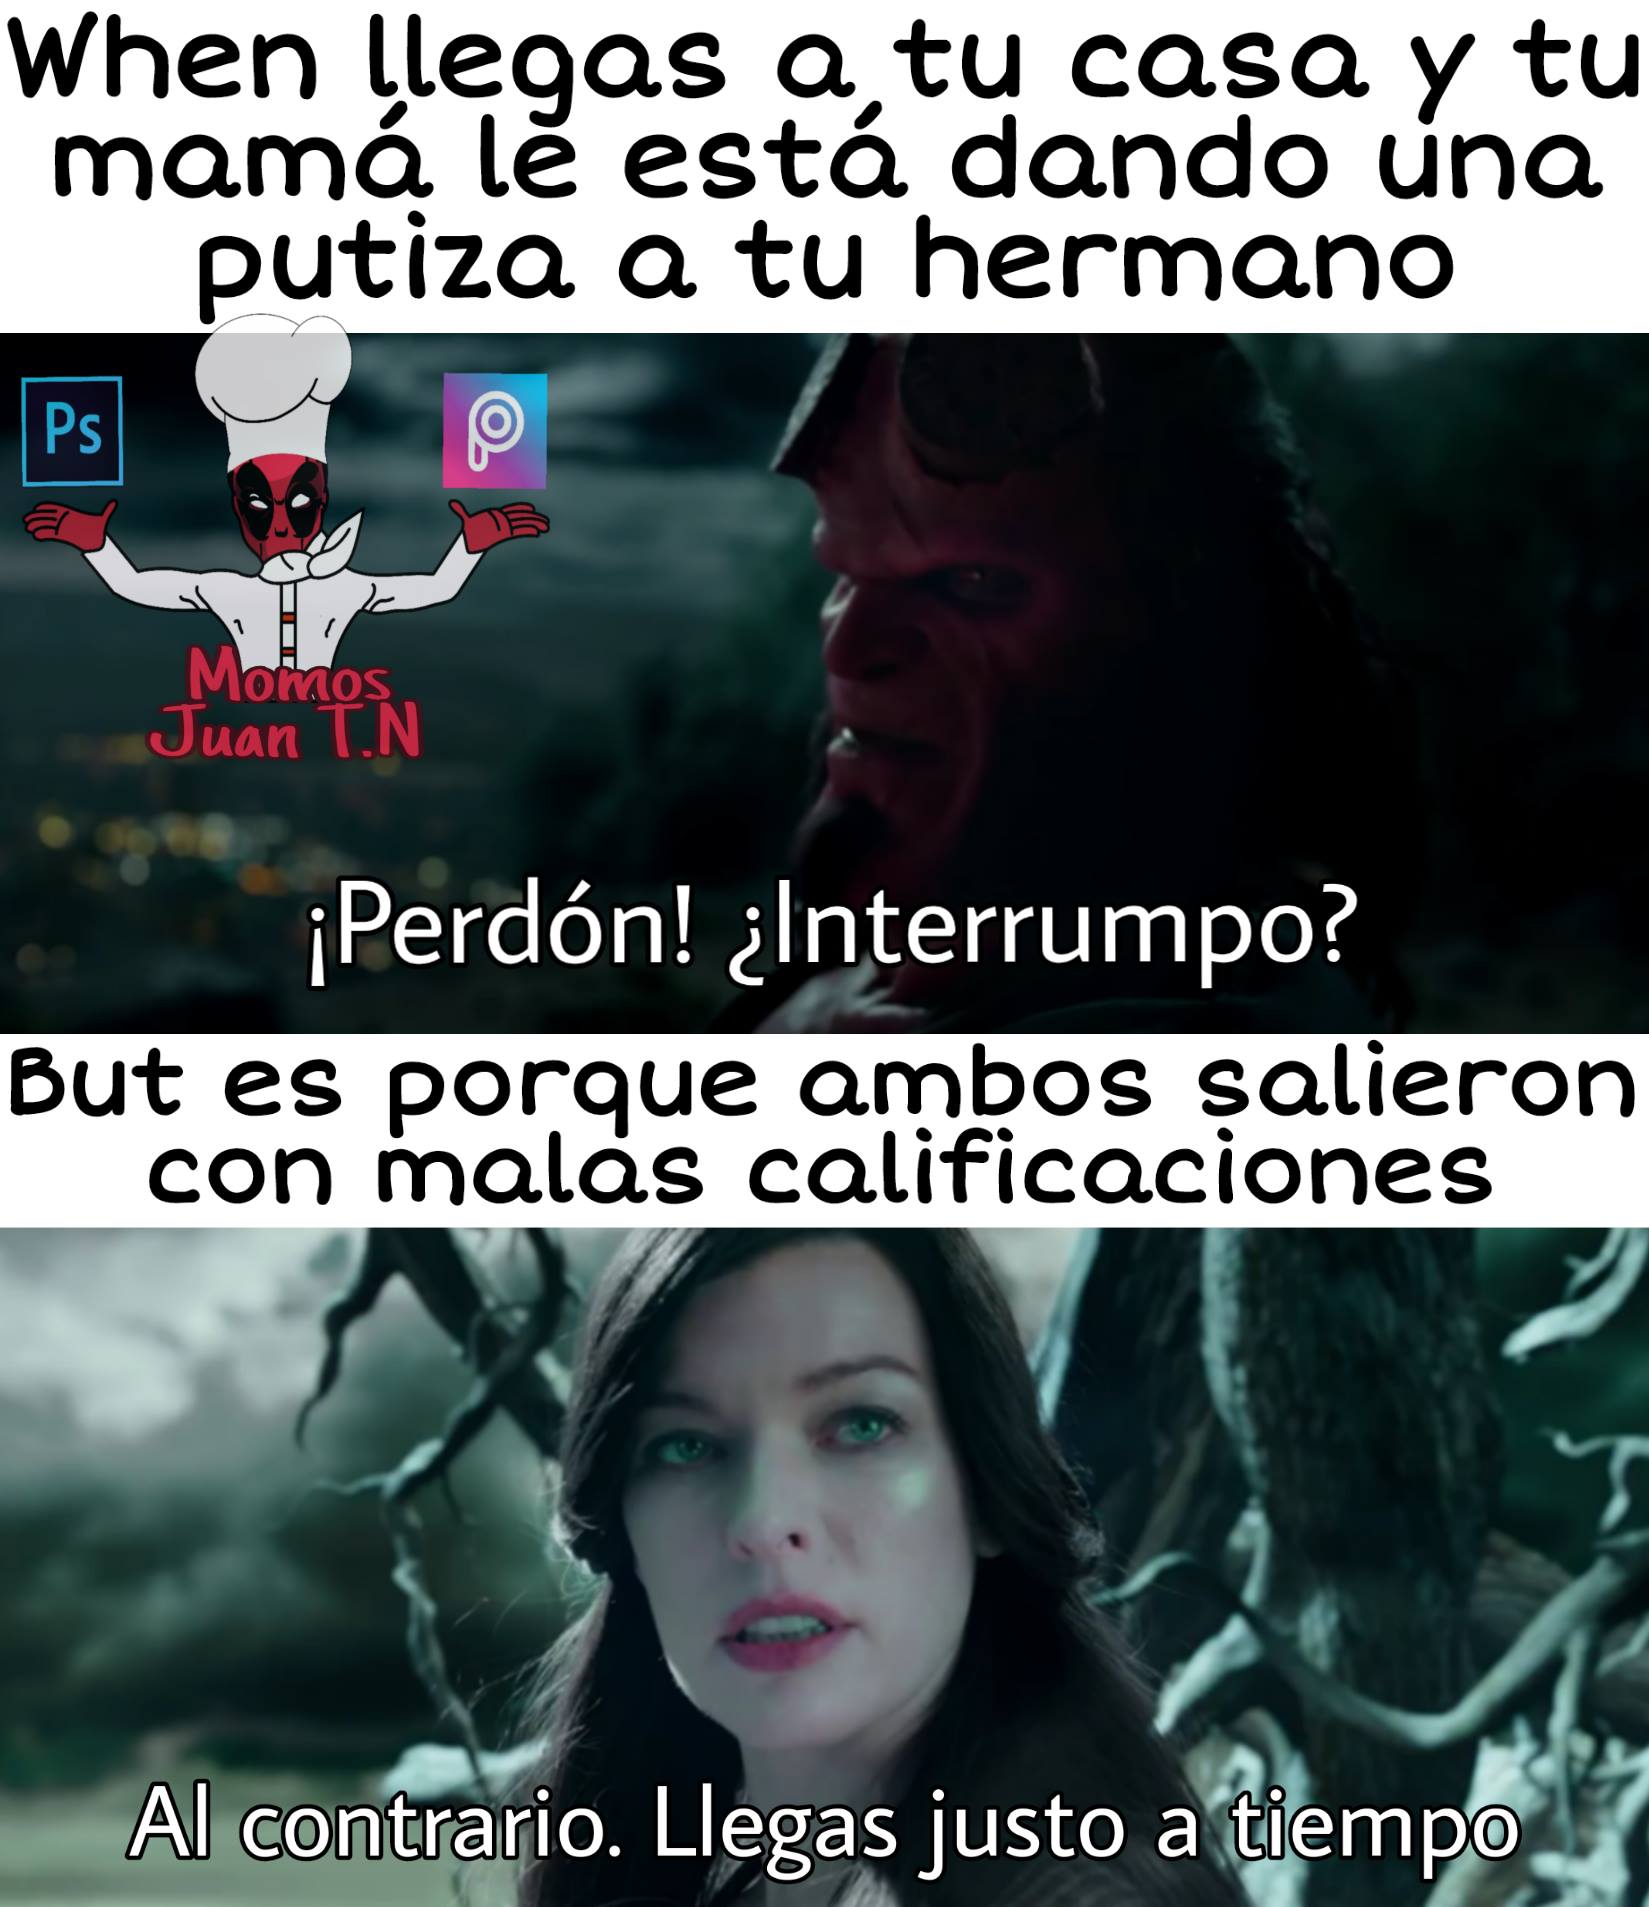 When llegas a tu casa y tu
mamá le está dando una
putiza a tu hermano
Ps
Momos
Juan T.N
¡Perdón! ¿Interrumpo?
But es porque ambos salieron
con malas calificaciones
Al contrario. Llegas justo a tiempo